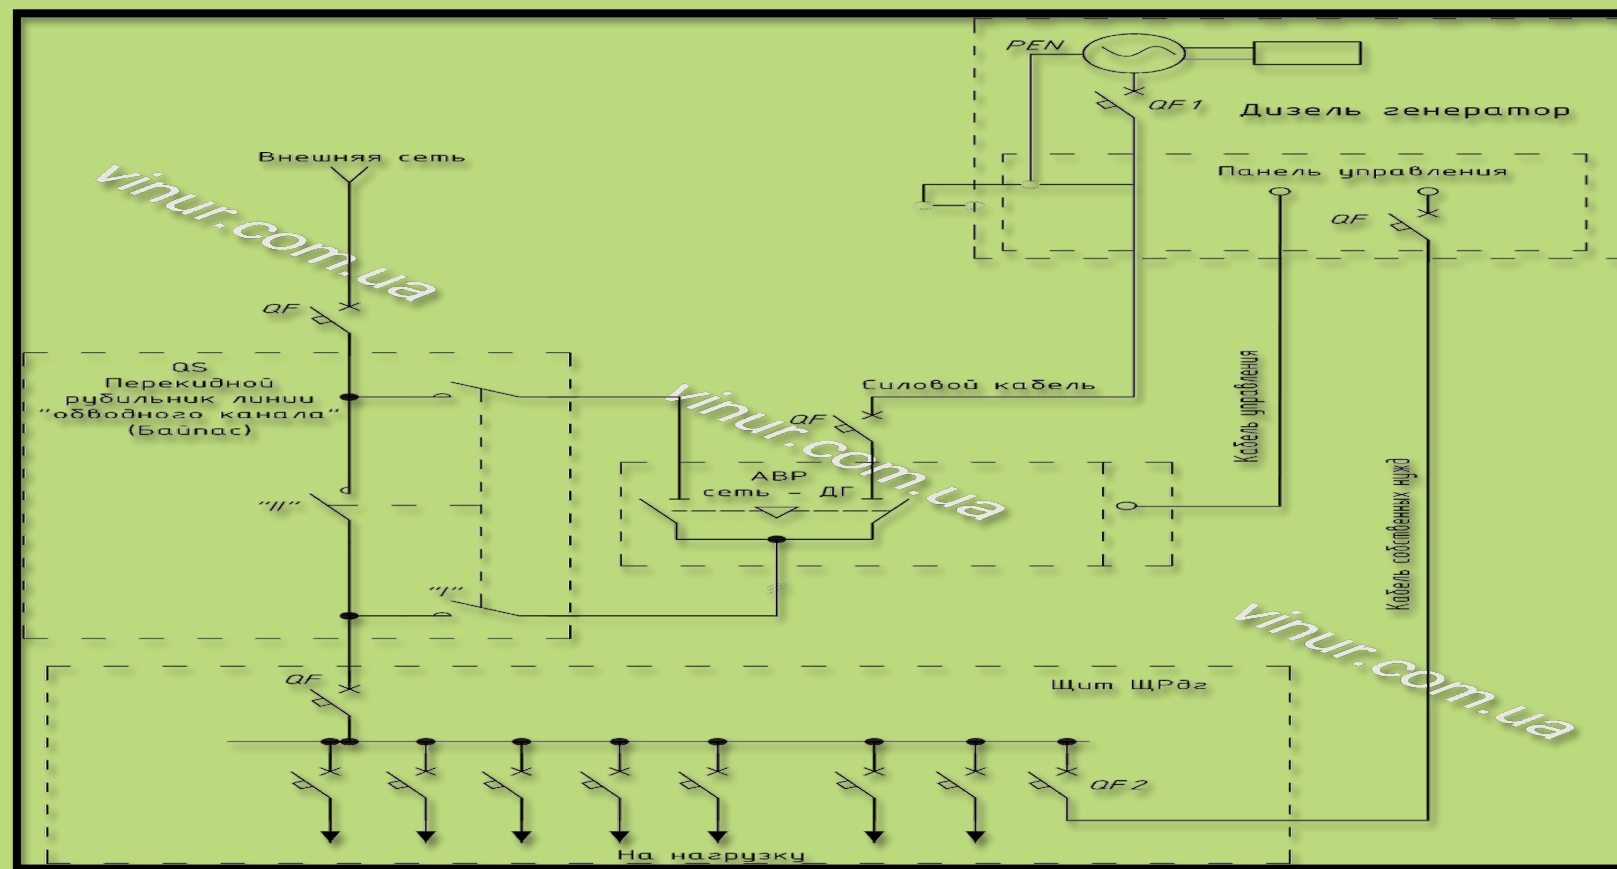 PEN
QF1
Дизель генератор
Внешняя сеть
Панель управления
vinur.com.ua
QF
QF
QS
Перекидной
рубильник линии
"обводного канала"
(Байпас)
Силовой кабель
Кабель управления
QF
vinur.com.ua
АВР
сеть - ДГ
"II"
Кабель собственных нужд
"I"
vinur.com.ua
QF
Щит ЩРдг
QF2
На нагрузку